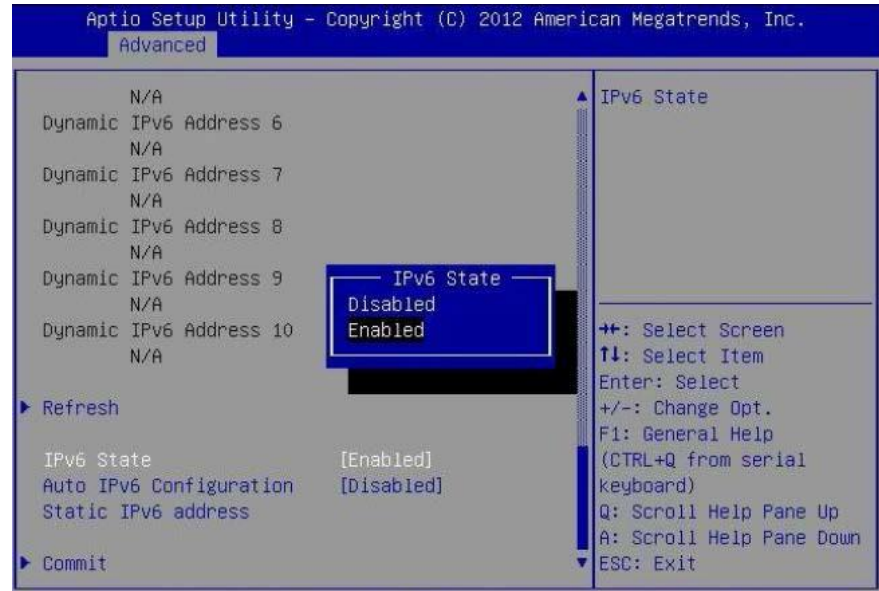 Aptio Setup Utility – Copyright (C) 2012 American Megatrends, Inc.
Advanced
N/A
Dynamic IPv6 Address 6
N/A
Dynamic IPv6 Address 7
N/A
Dynamic IPv6 Address 8
N/A
Dynamic IPv6 Address 9
N/A
Dynamic IPv6 Address 10
N/A
Refresh
IPv6 State [Enabled]
Auto IPv6 Configuration [Disabled]
Static IPv6 address
Commit
IPv6 State
Disabled
Enabled
IPv6 State
→←: Select Screen
↑↓: Select Item
Enter: Select
+/-: Change Opt.
F1: General Help
(CTRL+Q from serial
keyboard)
Q: Scroll Help Pane Up
A: Scroll Help Pane Down
ESC: Exit